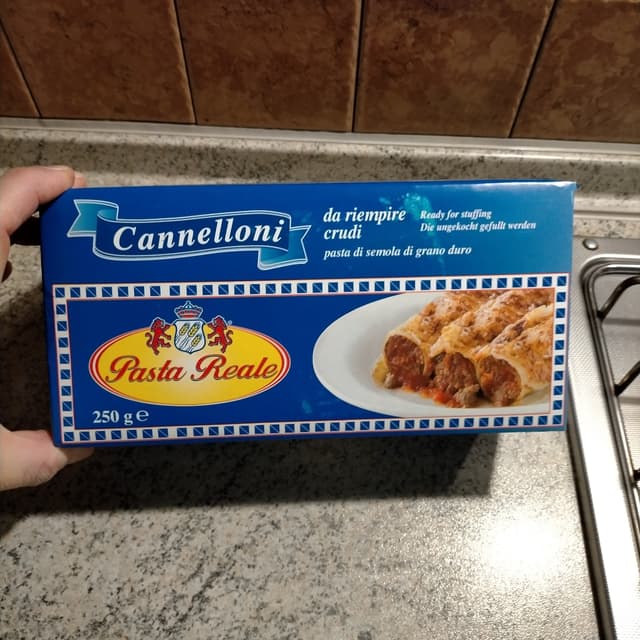 Cannelloni
da riempire
crudi
pasta di semola di grano duro
Ready for stuffing
Die ungekocht gefullt werden
Pasta Reale
250 g e